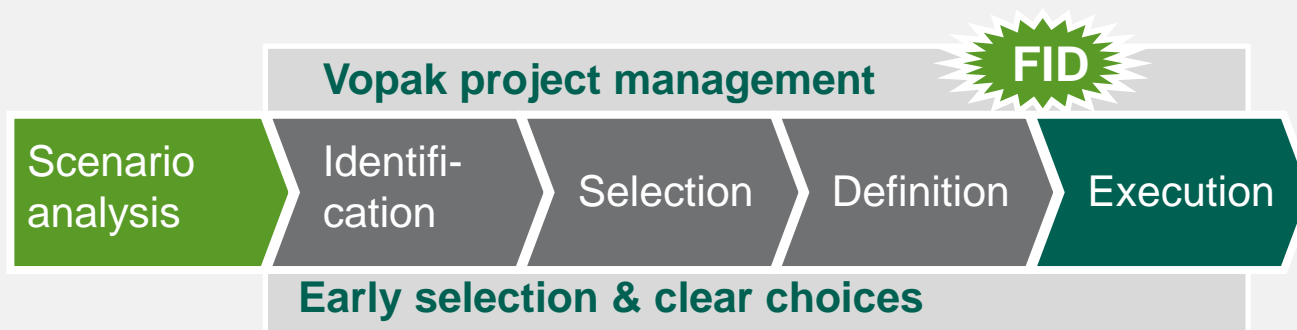 Vopak project management
FID
Scenario
analysis
Identifi-
cation
Selection
Definition
Execution
Early selection & clear choices